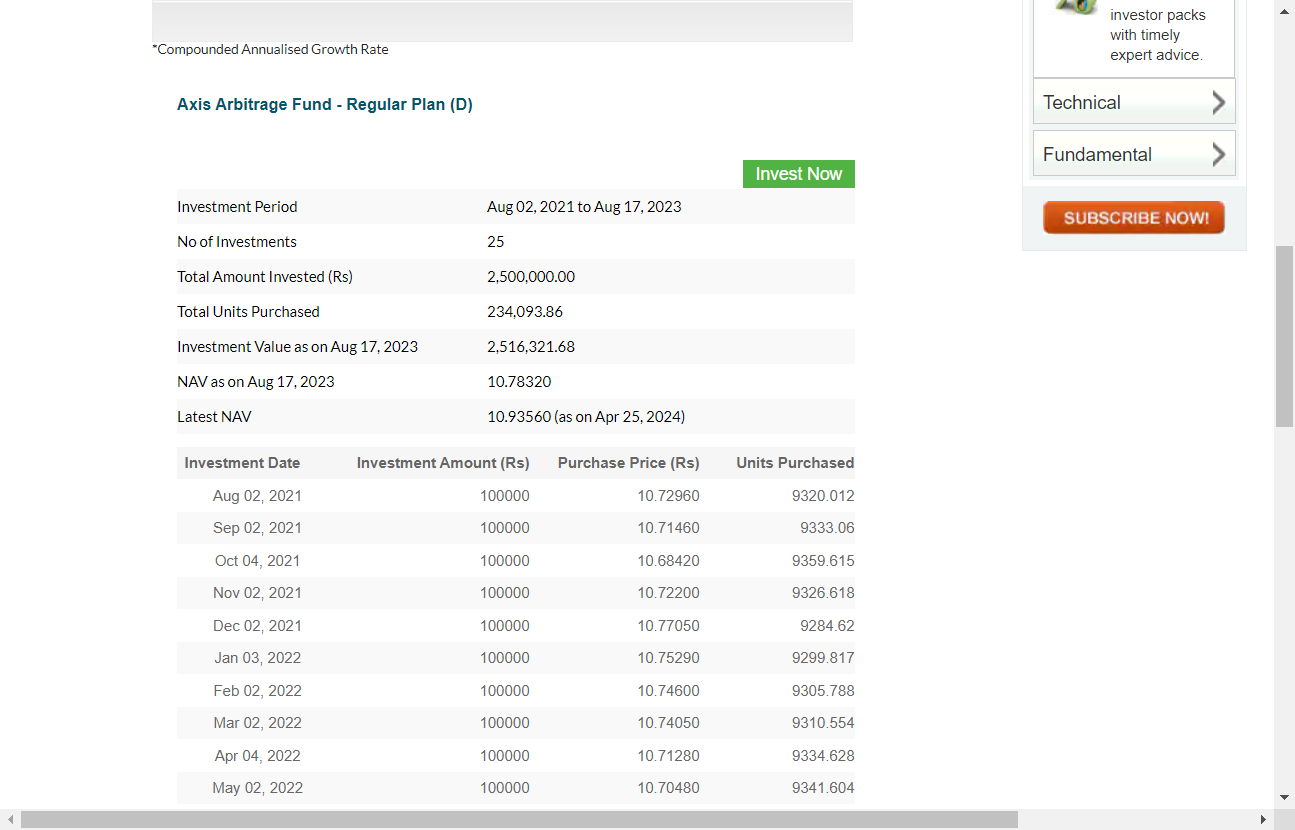 *Compounded Annualised Growth Rate
Axis Arbitrage Fund - Regular Plan (D)
Invest Now
Investment Period Aug 02, 2021 to Aug 17, 2023
No of Investments 25
Total Amount Invested (Rs) 2,500,000.00
Total Units Purchased 234,093.86
Investment Value as on Aug 17, 2023 2,516,321.68
NAV as on Aug 17, 2023 10.78320
Latest NAV 10.93560 (as on Apr 25, 2024)
Investment Date Investment Amount (Rs) Purchase Price (Rs) Units Purchased
Aug 02, 2021 100000 10.72960 9320.012
Sep 02, 2021 100000 10.71460 9333.06
Oct 04, 2021 100000 10.68420 9359.615
Nov 02, 2021 100000 10.72200 9326.618
Dec 02, 2021 100000 10.77050 9284.62
Jan 03, 2022 100000 10.75290 9299.817
Feb 02, 2022 100000 10.74600 9305.788
Mar 02, 2022 100000 10.74050 9310.554
Apr 04, 2022 100000 10.71280 9334.628
May 02, 2022 100000 10.70480 9341.604
investor packs
with timely
expert advice.
Technical
Fundamental
SUBSCRIBE NOW!